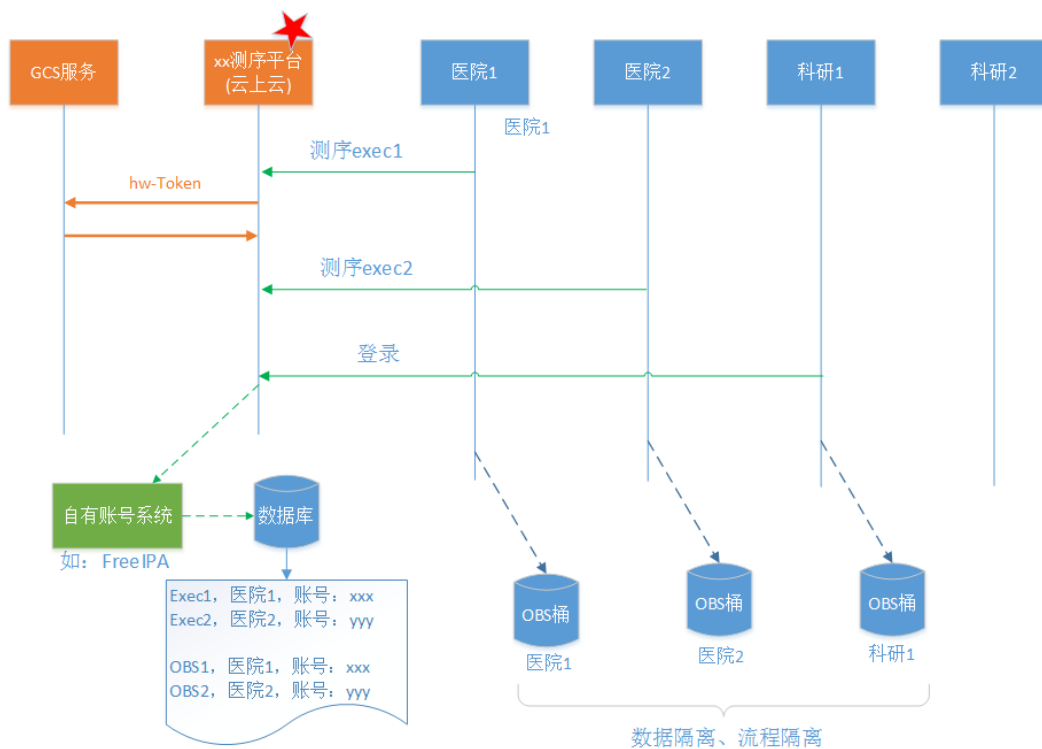 GCS服务
xx测序平台
(云上云)
医院1
医院2
科研1
科研2
医院1
测序exec1
hw-Token
测序exec2
登录
自有账号系统
数据库
如：FreeIPA
Exec1，医院1，账号：xxx
Exec2，医院2，账号：yyy
OBS1，医院1，账号：xxx
OBS2，医院2，账号：yyy
OBS桶
OBS桶
OBS桶
医院1
医院2
科研1
数据隔离、流程隔离